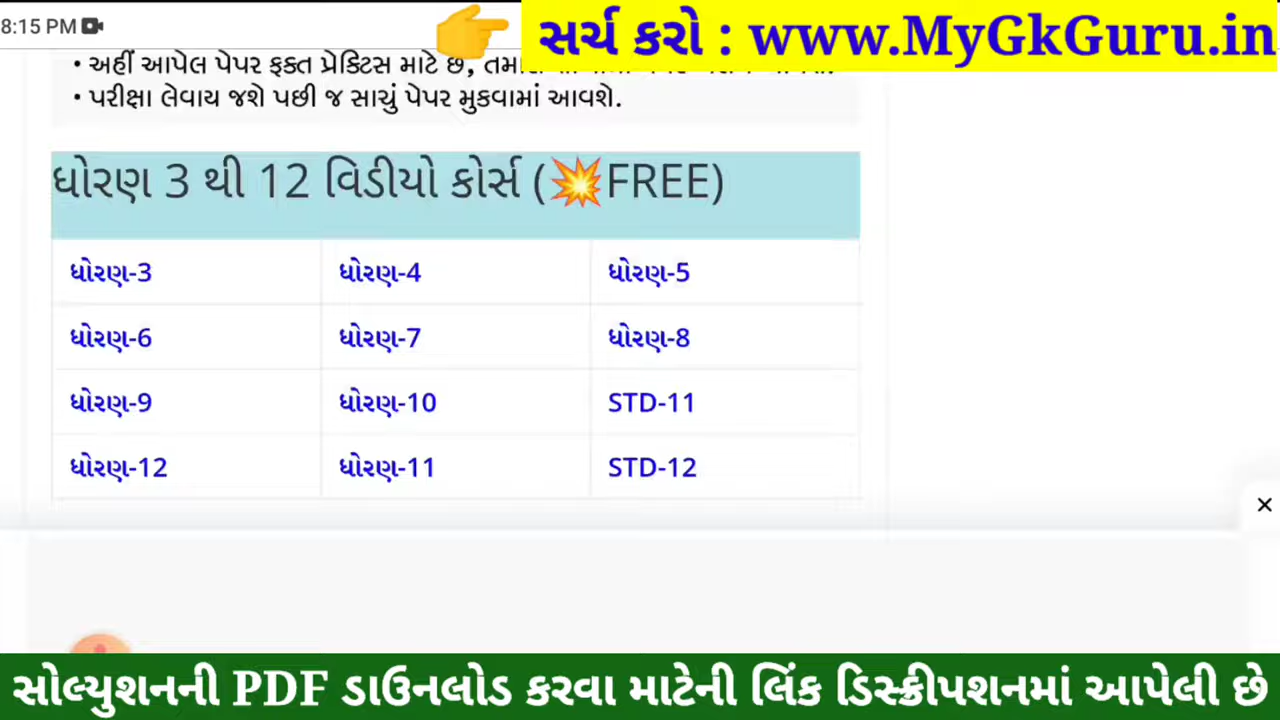 8:15 PM
👉 સર્ચ કરો : www.MyGkGuru.in
• અહીં આપેલ પેપર ફક્ત પ્રેક્ટિસ માટે છે,
• પરીક્ષા લેવાય જશે પછી જ સાચું પેપર મુકવામાં આવશે.
ધોરણ 3 થી 12 વિડીયો કોર્સ (💥FREE)
ધોરણ-3 ધોરણ-4 ધોરણ-5
ધોરણ-6 ધોરણ-7 ધોરણ-8
ધોરણ-9 ધોરણ-10 STD-11
ધોરણ-12 ધોરણ-11 STD-12
સોલ્યુશનની PDF ડાઉનલોડ કરવા માટેની લિંક ડિસ્ક્રીપશનમાં આપેલી છે